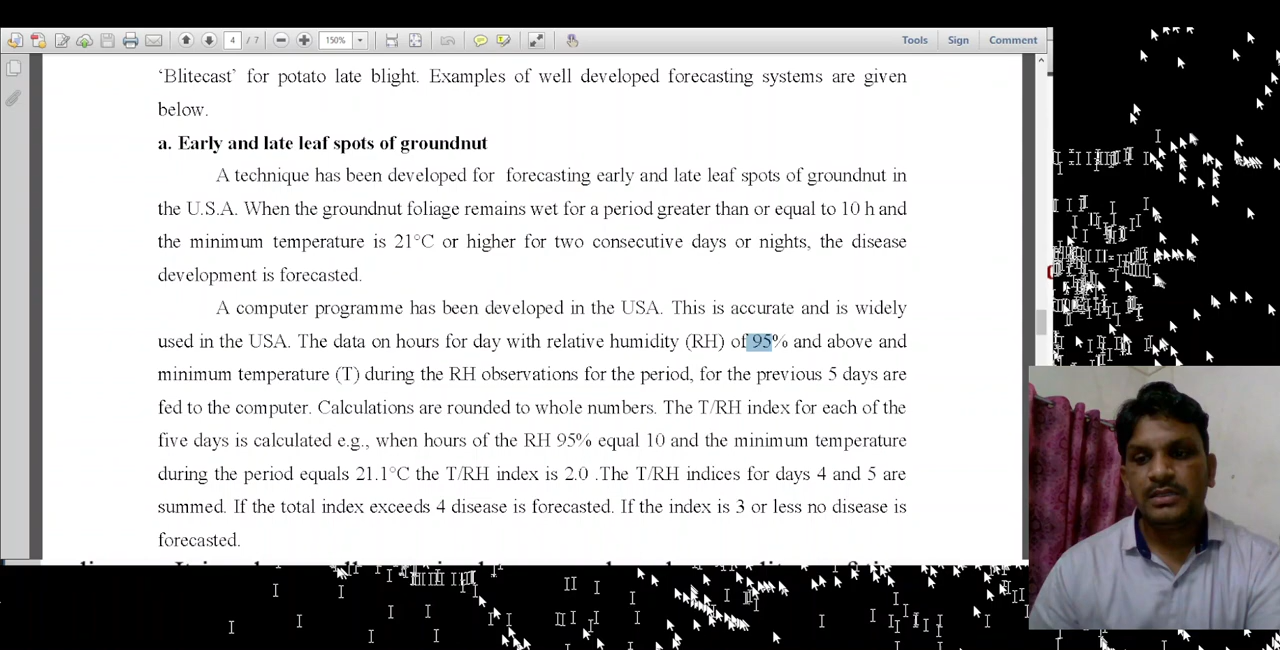 4 / 7
150%
Tools Sign Comment
‘Blitecast’ for potato late blight. Examples of well developed forecasting systems are given
below.
a. Early and late leaf spots of groundnut
A technique has been developed for forecasting early and late leaf spots of groundnut in
the U.S.A. When the groundnut foliage remains wet for a period greater than or equal to 10 h and
the minimum temperature is 21°C or higher for two consecutive days or nights, the disease
development is forecasted.
A computer programme has been developed in the USA. This is accurate and is widely
used in the USA. The data on hours for day with relative humidity (RH) of 95% and above and
minimum temperature (T) during the RH observations for the period, for the previous 5 days are
fed to the computer. Calculations are rounded to whole numbers. The T/RH index for each of the
five days is calculated e.g., when hours of the RH 95% equal 10 and the minimum temperature
during the period equals 21.1°C the T/RH index is 2.0 .The T/RH indices for days 4 and 5 are
summed. If the total index exceeds 4 disease is forecasted. If the index is 3 or less no disease is
forecasted.